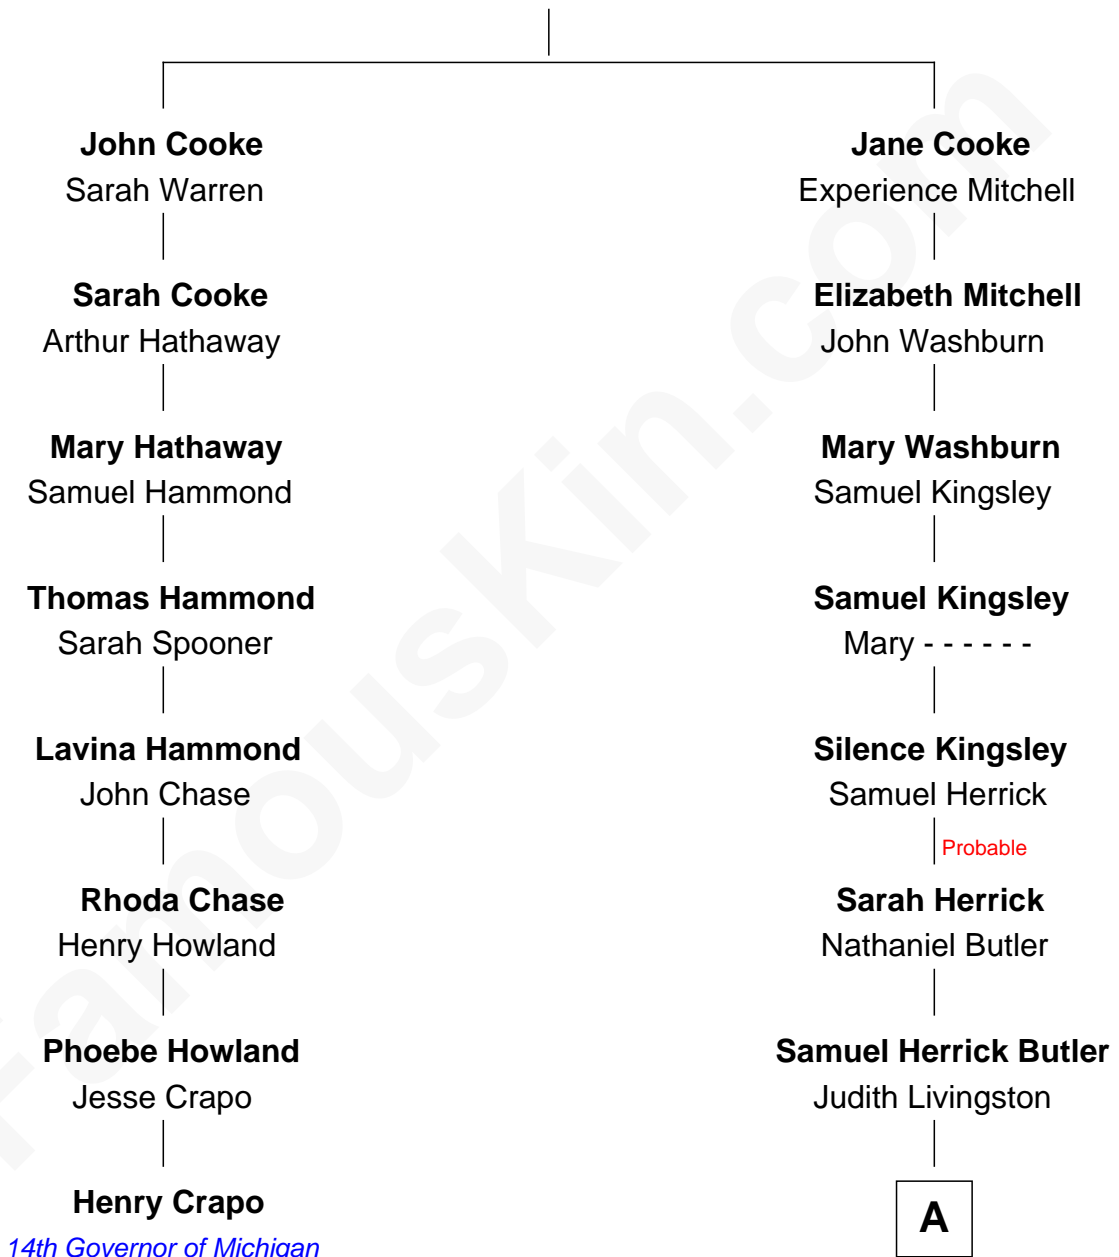 John Cooke
Sarah Warren
Sarah Cooke
Arthur Hathaway
Mary Hathaway
Samuel Hammond
Thomas Hammond
Sarah Spooner
Lavina Hammond
John Chase
Rhoda Chase
Henry Howland
Phoebe Howland
Jesse Crapo
Henry Crapo
14th Governor of Michigan
Jane Cooke
Experience Mitchell
Elizabeth Mitchell
John Washburn
Mary Washburn
Samuel Kingsley
Samuel Kingsley
Mary - - - - - -
Silence Kingsley
Samuel Herrick
Probable
Sarah Herrick
Nathaniel Butler
Samuel Herrick Butler
Judith Livingston
A
FamousKin.com